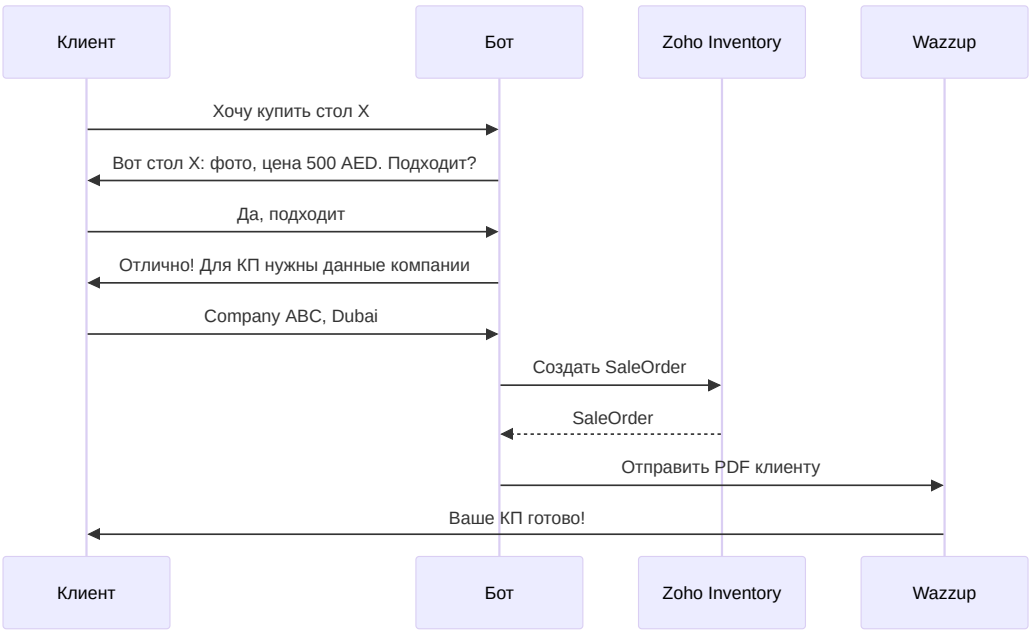 Клиент
Бот
Zoho Inventory
Wazzup
Хочу купить стол X
Вот стол X: фото, цена 500 AED. Подходит?
Да, подходит
Отлично! Для КП нужны данные компании
Company ABC, Dubai
Создать SaleOrder
SaleOrder
Отправить PDF клиенту
Ваше КП готово!
Клиент
Бот
Zoho Inventory
Wazzup